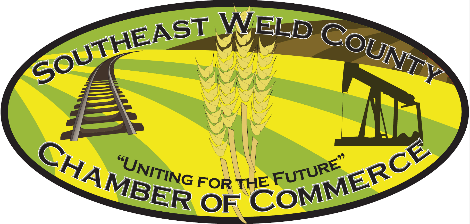 SOUTHEAST WELD COUNTY
"UNITING FOR THE FUTURE"
CHAMBER OF COMMERCE